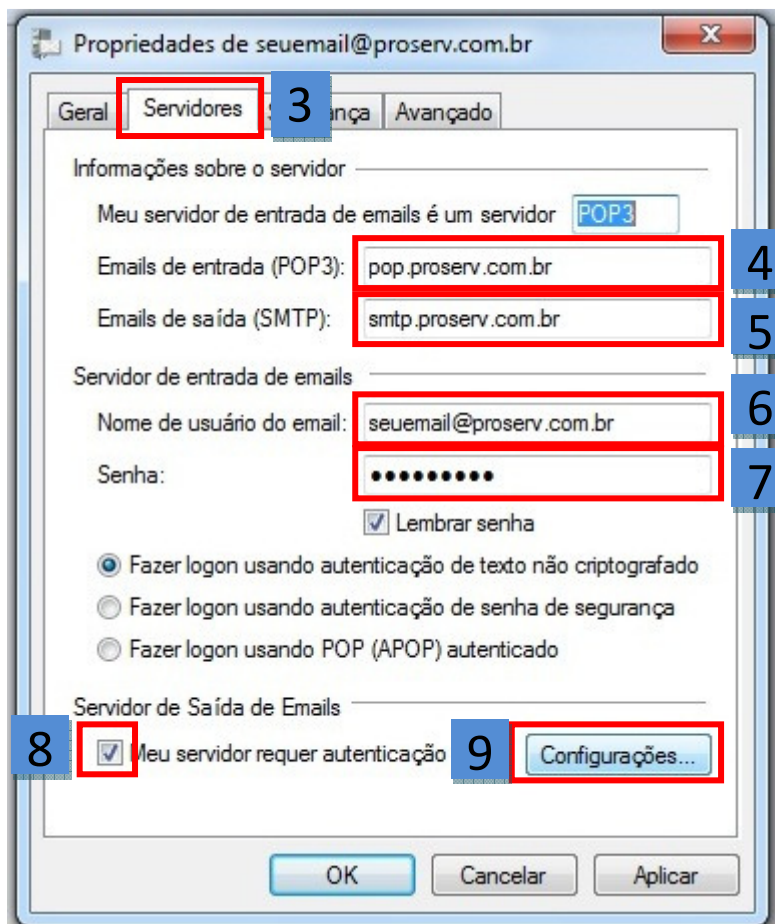 Propriedades de seuemail@proserv.com.br
Geral Servidores 3 ança Avançado
Informações sobre o servidor
Meu servidor de entrada de emails é um servidor POP3
Emails de entrada (POP3): pop.proserv.com.br 4
Emails de saída (SMTP): smtp.proserv.com.br 5
Servidor de entrada de emails
Nome de usuário do email: seuemail@proserv.com.br 6
Senha: ●●●●●●●●● 7
Lembrar senha
Fazer logon usando autenticação de texto não criptografado
Fazer logon usando autenticação de senha de segurança
Fazer logon usando POP (APOP) autenticado
Servidor de Saída de Emails
8 Meu servidor requer autenticação 9 Configurações...
OK Cancelar Aplicar